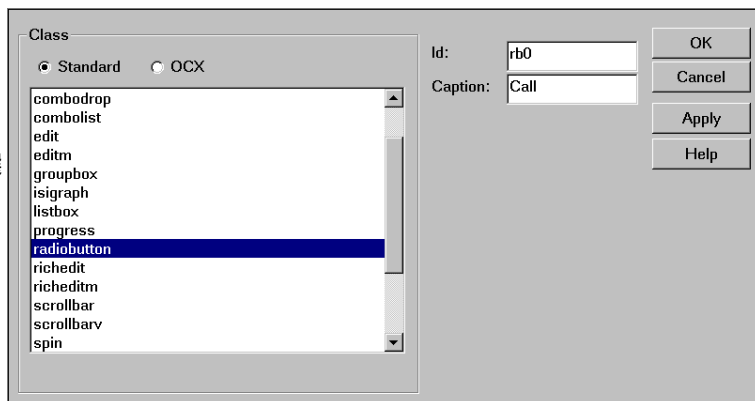 Class
Standard
OCX
combodrop
combolist
edit
editm
groupbox
isigraph
listbox
progress
radiobutton
richedit
richeditm
scrollbar
scrollbarv
spin
Id:
rb0
Caption:
Call
OK
Cancel
Apply
Help